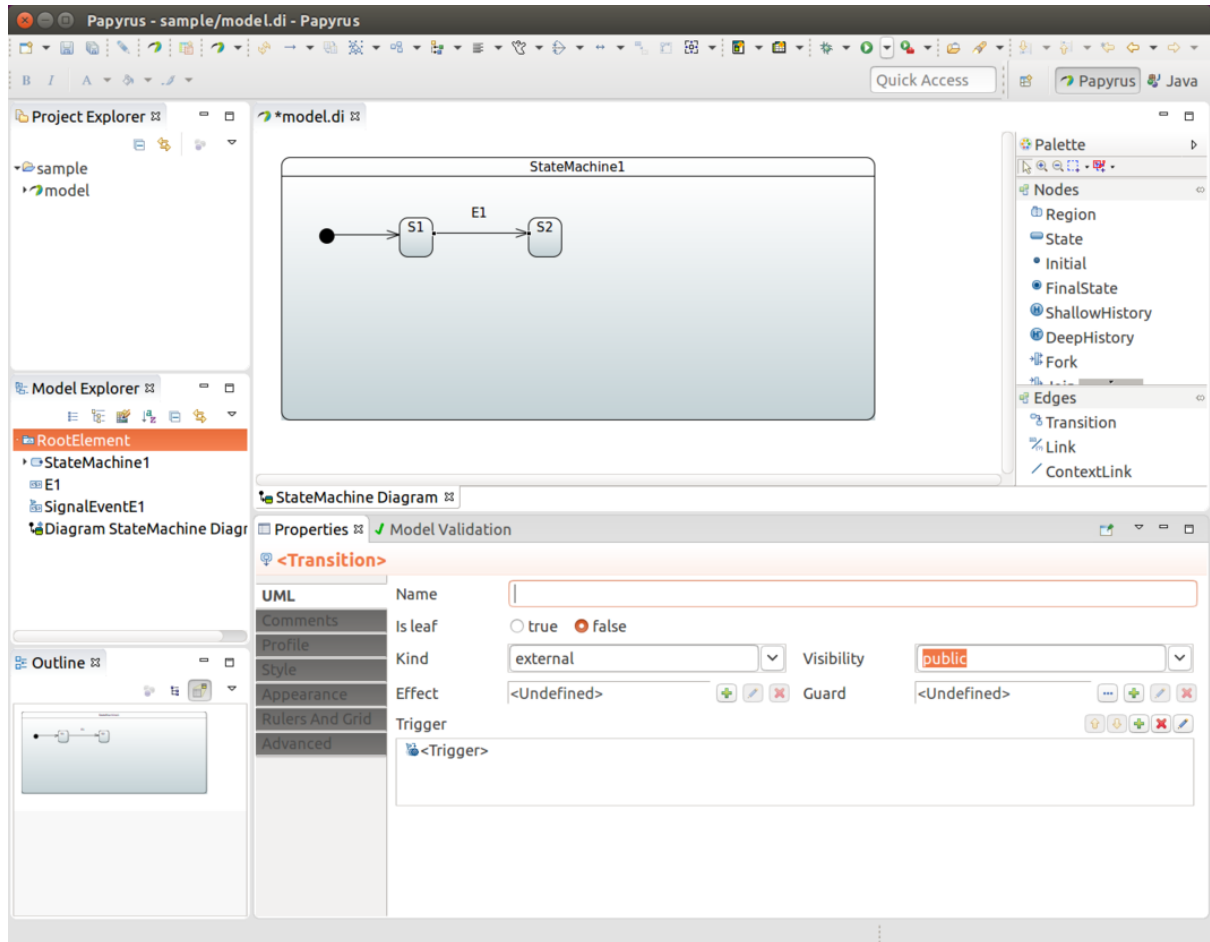 Papyrus - sample/model.di - Papyrus
B I A
Quick Access
Papyrus Java
Project Explorer
sample
model
*model.di
StateMachine1
S1
E1
S2
Palette
Nodes
Region
State
Initial
FinalState
ShallowHistory
DeepHistory
Fork
Edges
Transition
Link
ContextLink
Model Explorer
RootElement
StateMachine1
E1
SignalEventE1
Diagram StateMachine Diagr
StateMachine Diagram
Outline
Properties Model Validation
<Transition>
UML
Comments
Profile
Style
Appearance
Rulers And Grid
Advanced
Name
Is leaf true false
Kind external Visibility public
Effect <Undefined> Guard <Undefined>
Trigger
<Trigger>